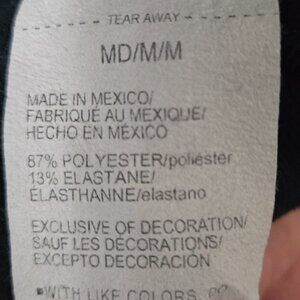 TEAR AWAY
MD/M/M
MADE IN MEXICO/
FABRIQUÉ AU MEXIQUE/
HECHO EN MÉXICO
87% POLYESTER/poliéster
13% ELASTANE/
ÉLASTHANNE/elastano
EXCLUSIVE OF DECORATION/
SAUF LES DÉCORATIONS/
EXCEPTO DECORACIÓN
*WITH LIKE COLORS